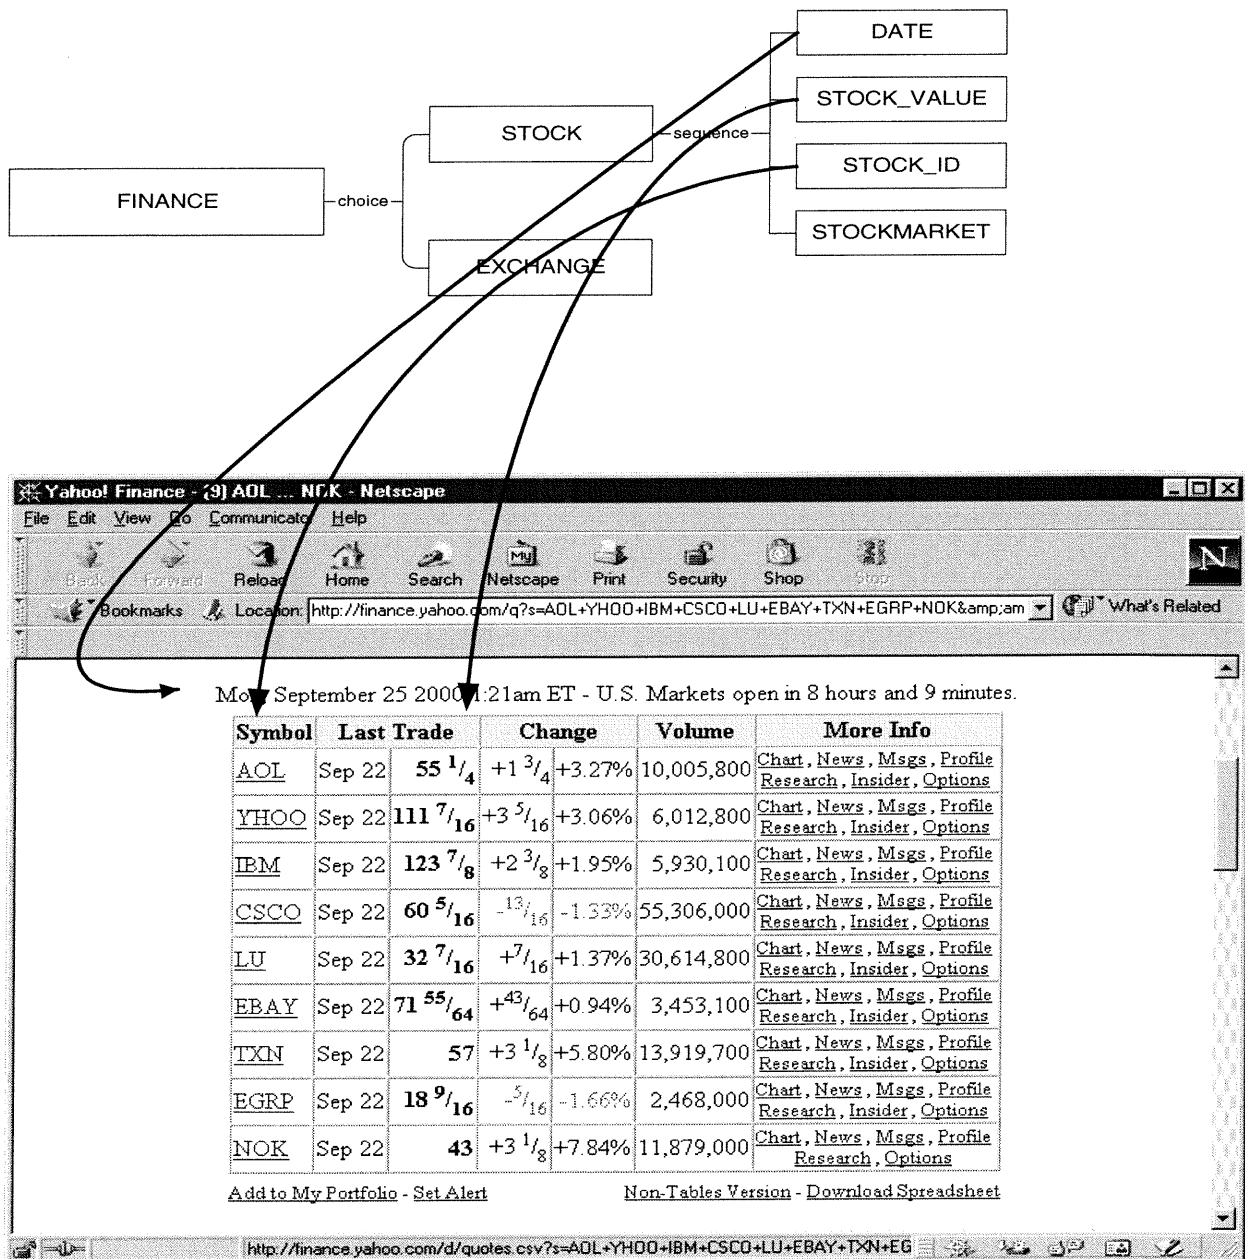 DATE
STOCK_VALUE
STOCK sequence
STOCK_ID
FINANCE choice
STOCKMARKET
EXCHANGE
Yahoo! Finance - (9) AOL ... NOK - Netscape
File Edit View Go Communicator Help
Back Forward Reload Home Search Netscape Print Security Shop Stop
My
N
Bookmarks Location: http://finance.yahoo.com/q?s=AOL+YHOO+IBM+CSCO+LU+EBAY+TXN+EGRP+NOK&amp;am What's Related
Mon September 25 2000 1:21am ET - U.S. Markets open in 8 hours and 9 minutes.
Symbol Last Trade Change Volume More Info
AOL Sep 22 55 1/4 +1 3/4 +3.27% 10,005,800 Chart, News, Msgs, Profile
Research, Insider, Options
YHOO Sep 22 111 7/16 +3 5/16 +3.06% 6,012,800 Chart, News, Msgs, Profile
Research, Insider, Options
IBM Sep 22 123 7/8 +2 3/8 +1.95% 5,930,100 Chart, News, Msgs, Profile
Research, Insider, Options
CSCO Sep 22 60 5/16 -13/16 -1.33% 55,306,000 Chart, News, Msgs, Profile
Research, Insider, Options
LU Sep 22 32 7/16 +7/16 +1.37% 30,614,800 Chart, News, Msgs, Profile
Research, Insider, Options
EBAY Sep 22 71 55/64 +43/64 +0.94% 3,453,100 Chart, News, Msgs, Profile
Research, Insider, Options
TXN Sep 22 57 +3 1/8 +5.80% 13,919,700 Chart, News, Msgs, Profile
Research, Insider, Options
EGRP Sep 22 18 9/16 -5/16 -1.66% 2,468,000 Chart, News, Msgs, Profile
Research, Insider, Options
NOK Sep 22 43 +3 1/8 +7.84% 11,879,000 Chart, News, Msgs, Profile
Research, Options
Add to My Portfolio - Set Alert Non-Tables Version - Download Spreadsheet
http://finance.yahoo.com/d/quotes.csv?s=AOL+YHOO+IBM+CSCO+LU+EBAY+TXN+EG